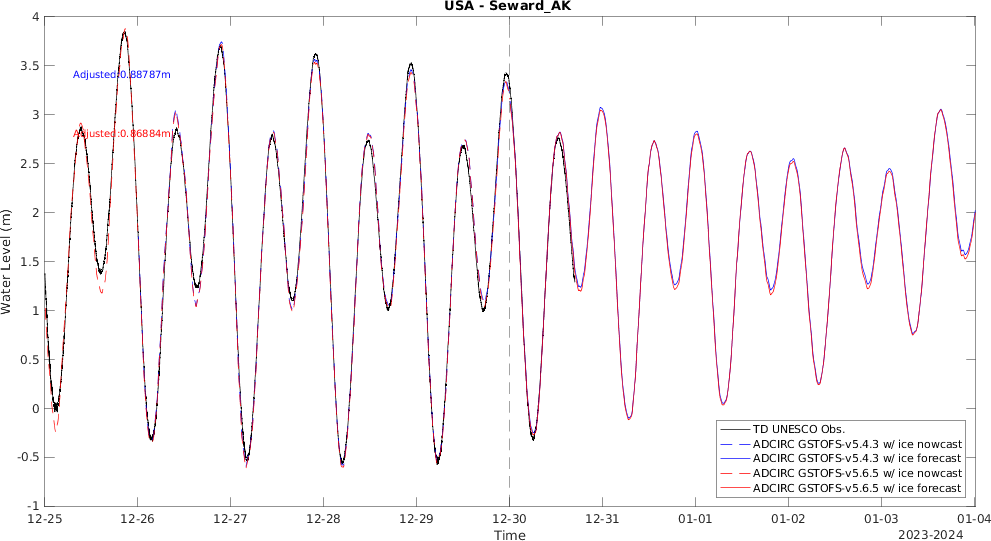 USA - Seward_AK
4
3.5
3
2.5
2
1.5
1
0.5
0
-0.5
-1
Water Level (m)
Adjusted:0.88787m
Adjusted:0.86884m
TD UNESCO Obs.
ADCIRC GSTOFS-v5.4.3 w/ ice nowcast
ADCIRC GSTOFS-v5.4.3 w/ ice forecast
ADCIRC GSTOFS-v5.6.5 w/ ice nowcast
ADCIRC GSTOFS-v5.6.5 w/ ice forecast
12-25 12-26 12-27 12-28 12-29 12-30 12-31 01-01 01-02 01-03 01-04
Time
2023-2024